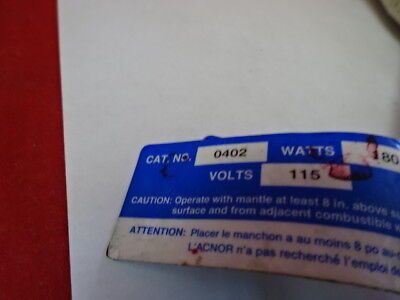 CAT. NO. 0402 WATTS 180
VOLTS 115
CAUTION: Operate with mantle at least 8 in. above
surface and from adjacent combustible
ATTENTION: Placer le manchon a au moins 8 po
L'ACNOR n'a pas recherché l'emploi de